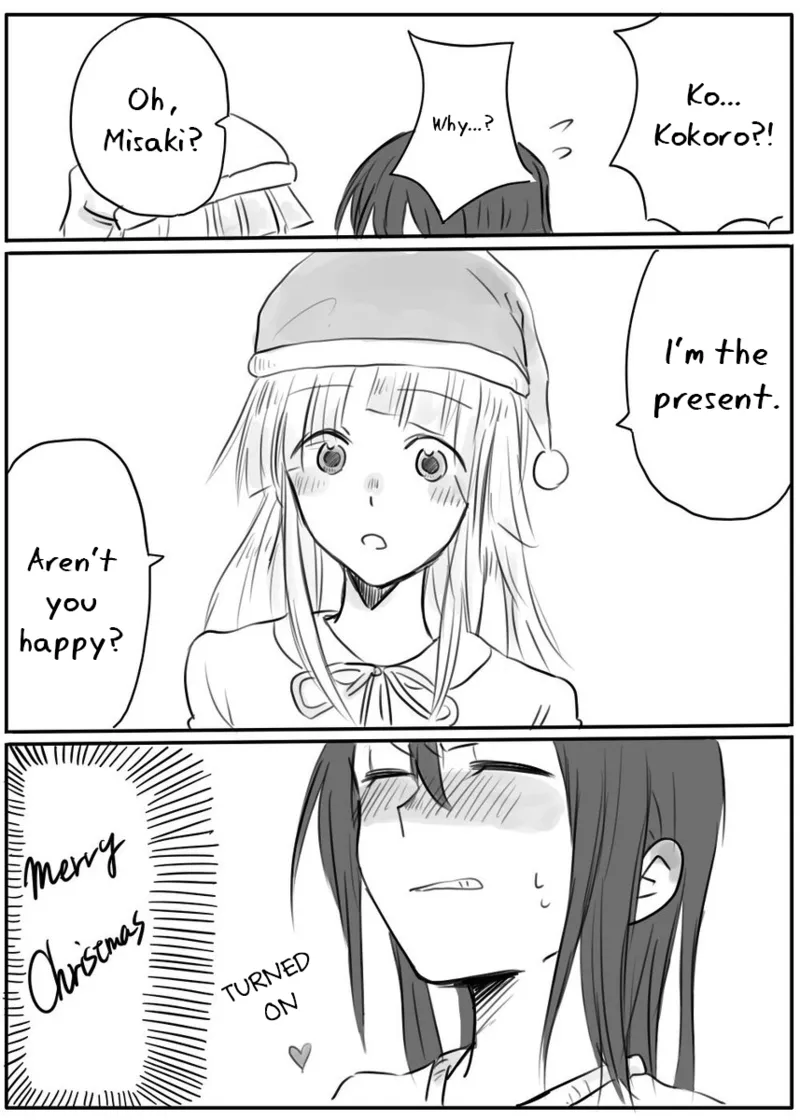 Ko...
Kokoro?!
Why...?
Oh,
Misaki?
I'm the
present.
Aren't
you
happy?
TURNED
ON
Merry
Christmas